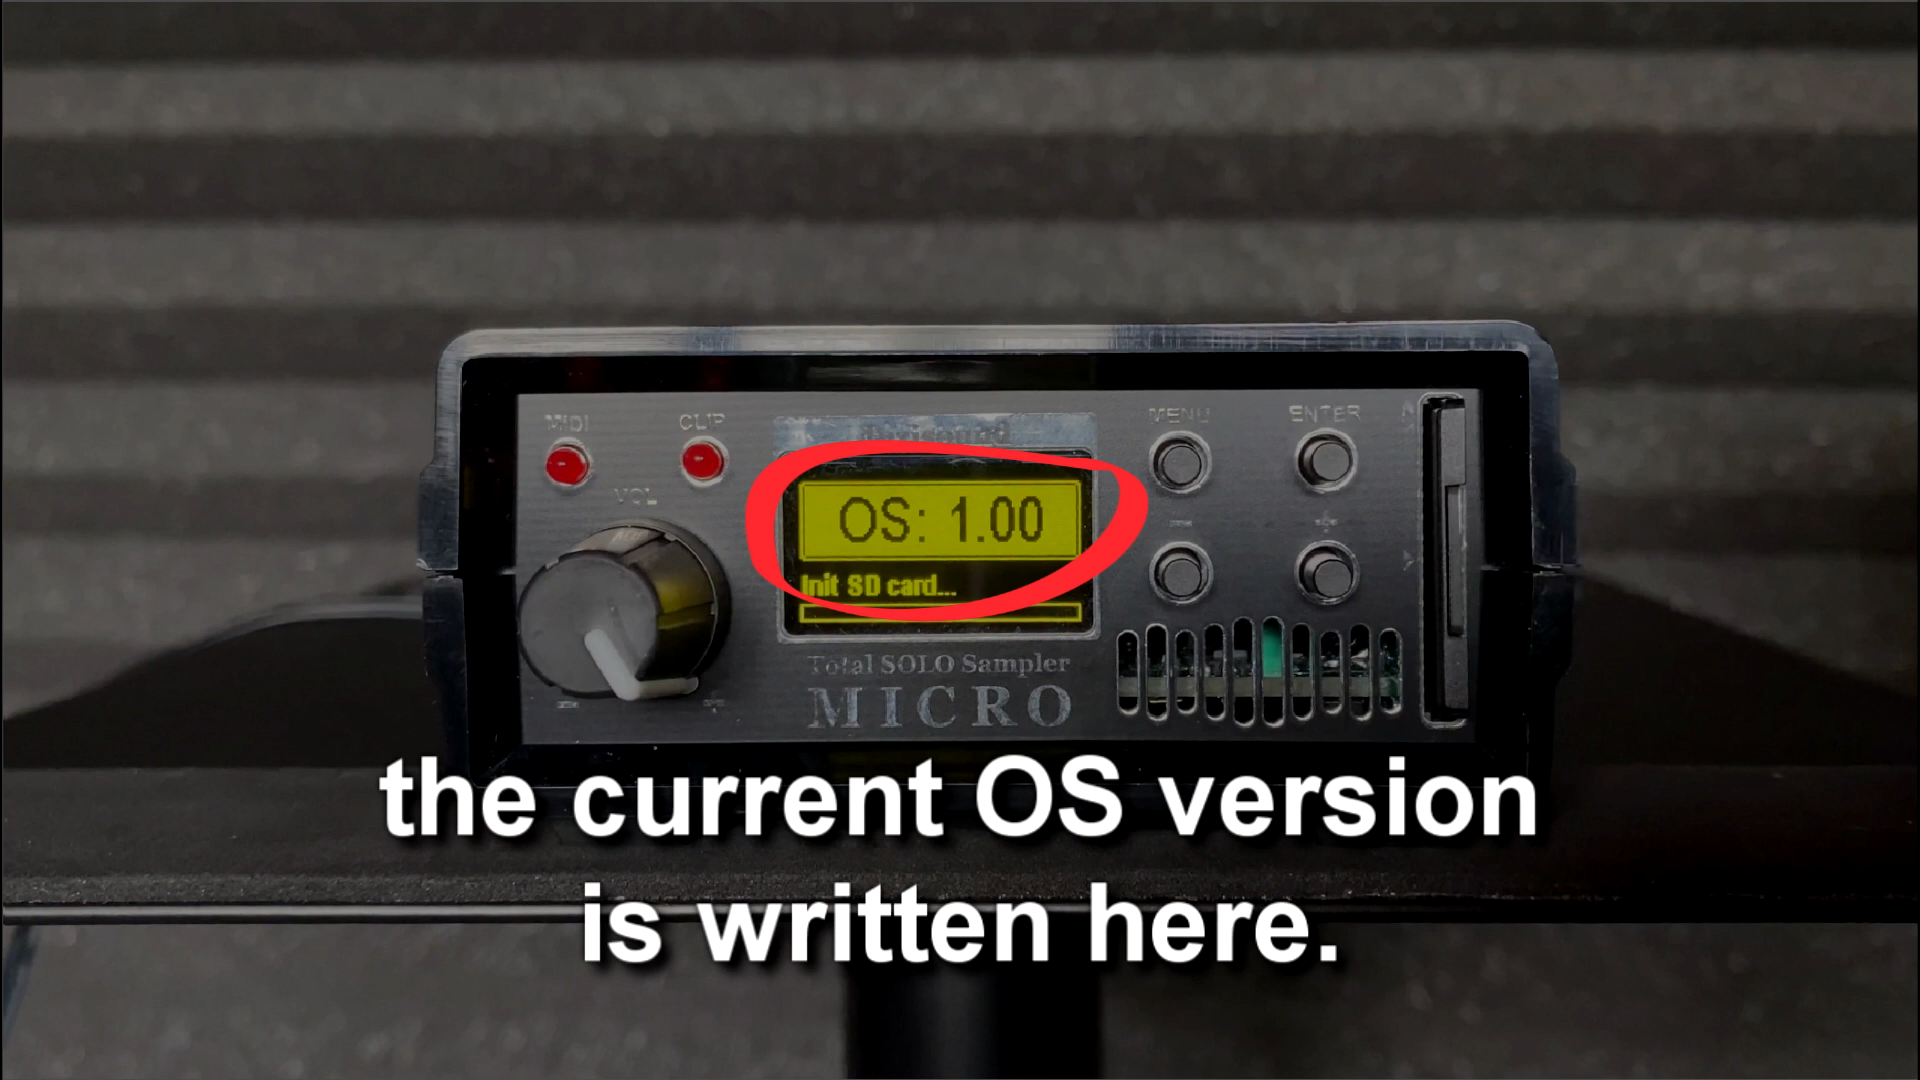 MIDI
CLIP
MENU
ENTER
VOL
OS: 1.00
Init SD card...
Total SOLO Sampler
MICRO
the current OS version
is written here.